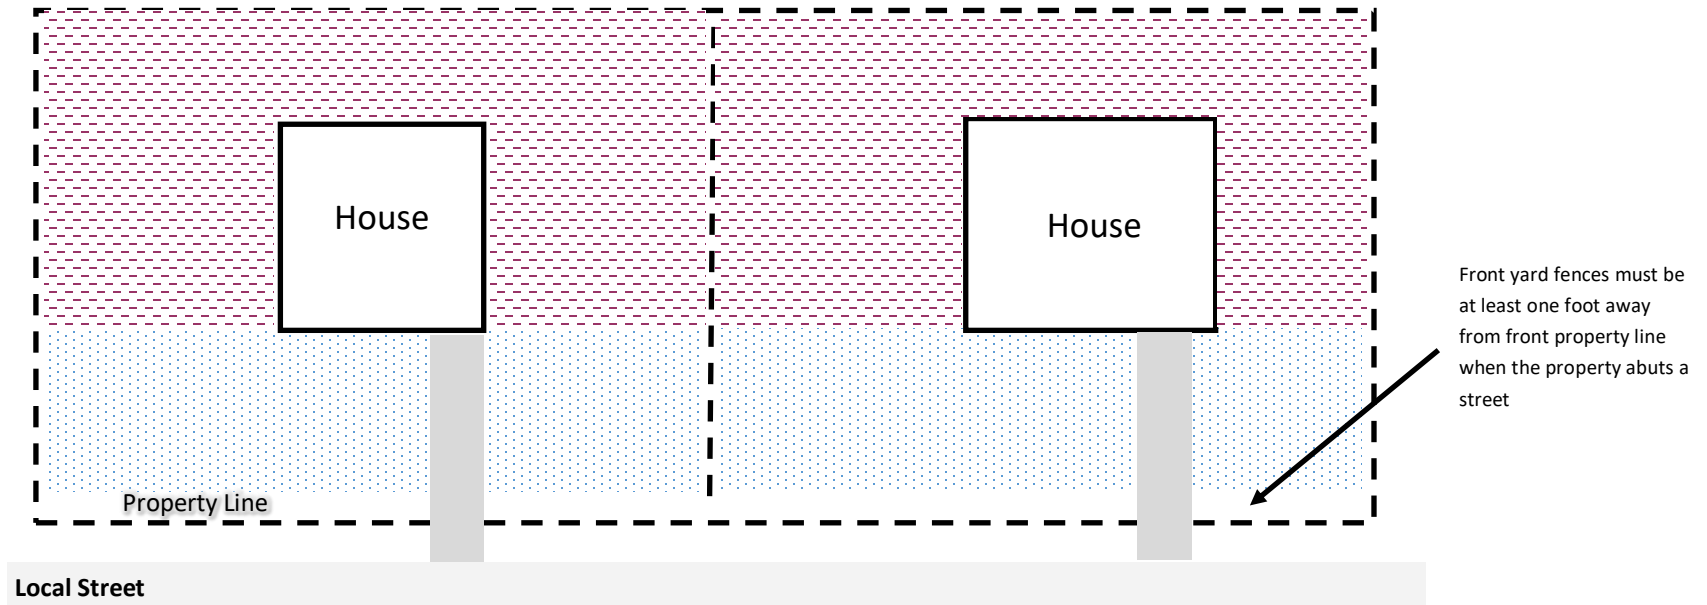 House
House
Front yard fences must be
at least one foot away
from front property line
when the property abuts a
street
Property Line
Local Street